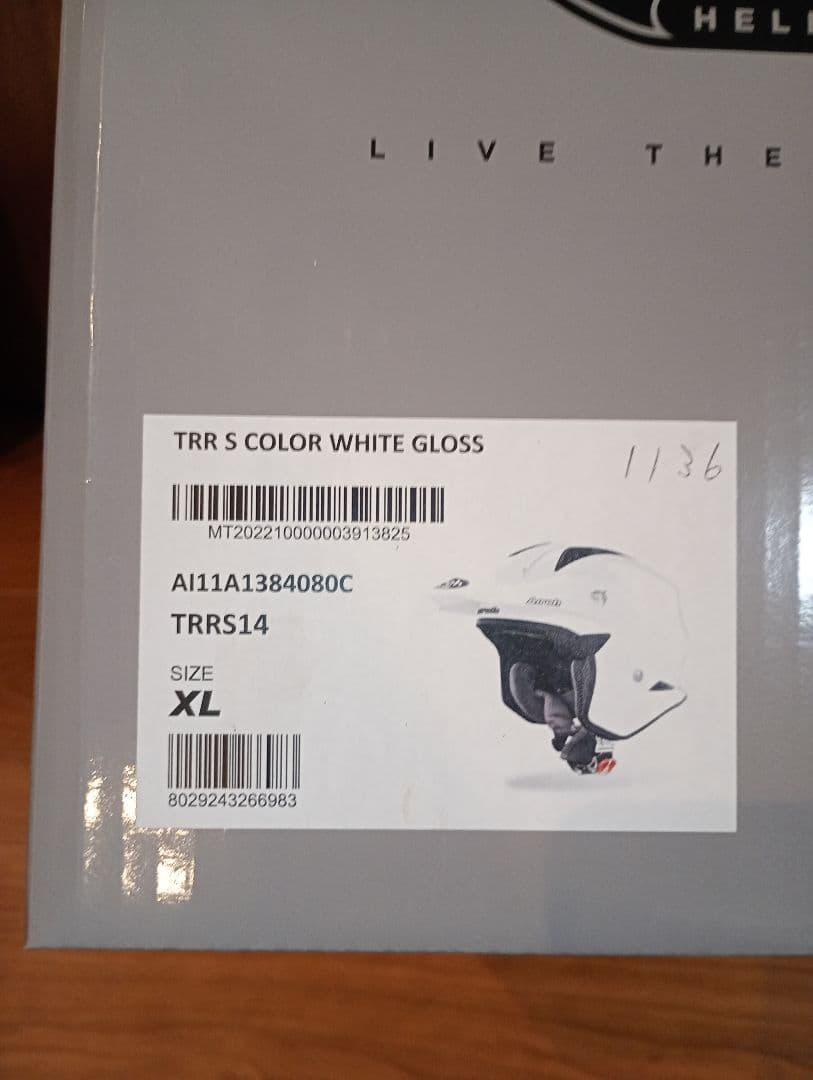 HEL
LIVE THE
TRR S COLOR WHITE GLOSS
1136
MT202210000003913825
AI11A1384080C
TRRS14
SIZE
XL
8029243266983